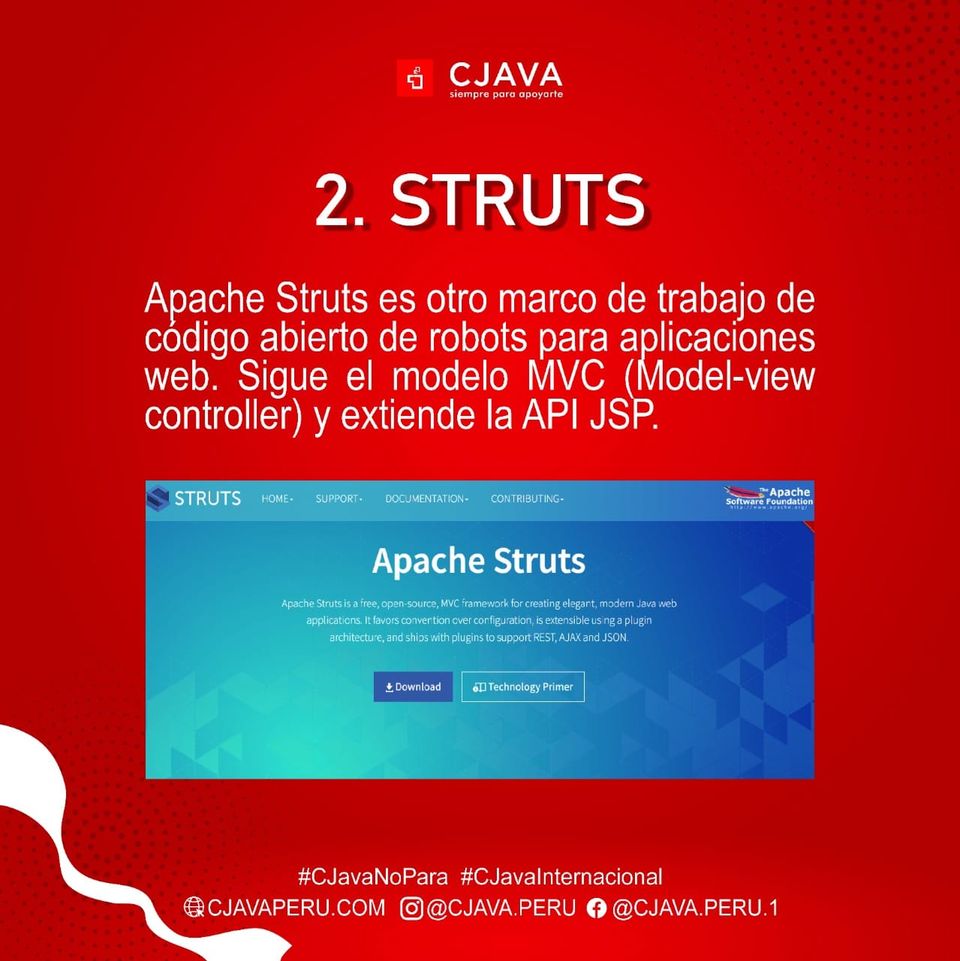 CJAVA
siempre para apoyarte
2. STRUTS
Apache Struts es otro marco de trabajo de
código abierto de robots para aplicaciones
web. Sigue el modelo MVC (Model-view
controller) y extiende la API JSP.
STRUTS HOME SUPPORT DOCUMENTATION CONTRIBUTING
The Apache
Software Foundation
http://www.apache.org/
Apache Struts
Apache Struts is a free, open-source, MVC framework for creating elegant, modern Java web
applications. It favors convention over configuration, is extensible using a plugin
architecture, and ships with plugins to support REST, AJAX and JSON.
Download Technology Primer
#CJavaNoPara #CJavaInternacional
CJAVAPERU.COM @CJAVA.PERU @CJAVA.PERU.1